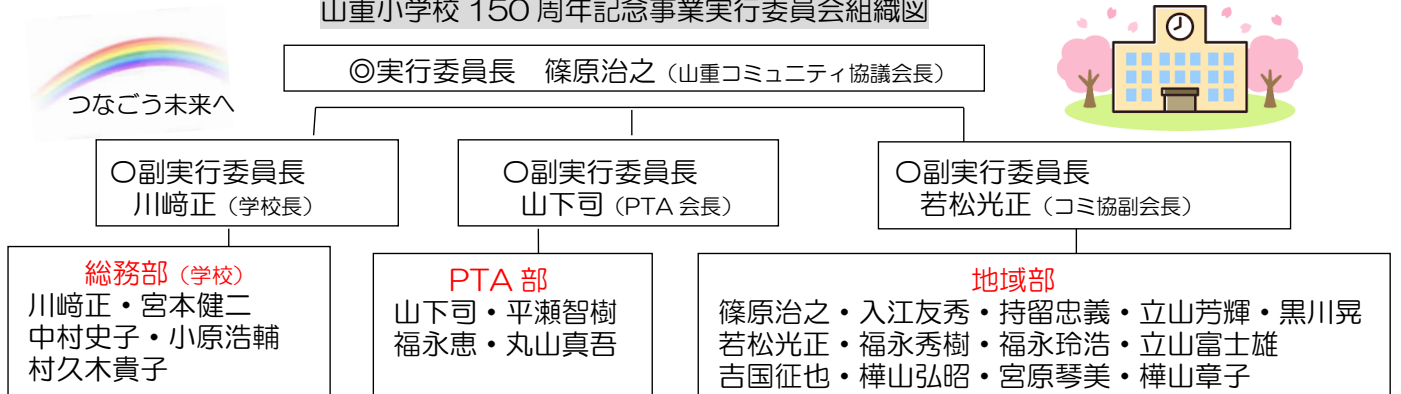 山重小学校 150 周年記念事業実行委員会組織図
つなごう未来へ
◎実行委員長　篠原治之（山重コミュニティ協議会長）
〇副実行委員長
川﨑正（学校長）
〇副実行委員長
山下司（PTA 会長）
〇副実行委員長
若松光正（コミ協副会長）
総務部（学校）
川﨑正・宮本健二
中村史子・小原浩輔
村久木貴子
PTA 部
山下司・平瀬智樹
福永恵・丸山真吾
地域部
篠原治之・入江友秀・持留忠義・立山芳輝・黒川晃
若松光正・福永秀樹・福永玲浩・立山富士雄
吉国征也・樺山弘昭・宮原琴美・樺山章子